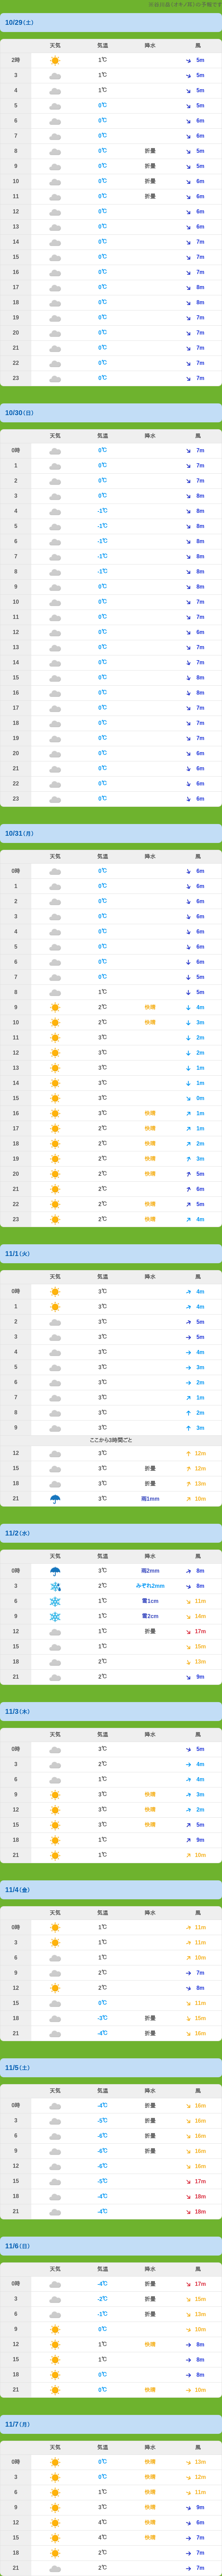 10/29(土)
天気 気温 降水 風
2時 1℃ 5m
3 1℃ 5m
4 1℃ 5m
5 0℃ 5m
6 0℃ 6m
7 0℃ 6m
8 0℃ 折曇 5m
9 0℃ 折曇 5m
10 0℃ 折曇 6m
11 0℃ 折曇 6m
12 0℃ 6m
13 0℃ 6m
14 0℃ 7m
15 0℃ 7m
16 0℃ 7m
17 0℃ 8m
18 0℃ 8m
19 0℃ 7m
20 0℃ 7m
21 0℃ 7m
22 0℃ 7m
23 0℃ 7m
10/30(日)
天気 気温 降水 風
0時 0℃ 7m
1 0℃ 7m
2 0℃ 7m
3 0℃ 8m
4 -1℃ 8m
5 -1℃ 8m
6 -1℃ 8m
7 -1℃ 8m
8 -1℃ 8m
9 0℃ 8m
10 0℃ 7m
11 0℃ 7m
12 0℃ 6m
13 0℃ 7m
14 0℃ 7m
15 0℃ 8m
16 0℃ 8m
17 0℃ 7m
18 0℃ 7m
19 0℃ 7m
20 0℃ 6m
21 0℃ 6m
22 0℃ 6m
23 0℃ 6m
10/31(月)
天気 気温 降水 風
0時 0℃ 6m
1 0℃ 6m
2 0℃ 6m
3 0℃ 6m
4 0℃ 6m
5 0℃ 6m
6 0℃ 6m
7 0℃ 5m
8 1℃ 5m
9 2℃ 快晴 4m
10 2℃ 快晴 3m
11 3℃ 2m
12 3℃ 2m
13 3℃ 1m
14 3℃ 1m
15 3℃ 0m
16 3℃ 快晴 1m
17 2℃ 快晴 1m
18 2℃ 快晴 2m
19 2℃ 快晴 3m
20 2℃ 快晴 5m
21 2℃ 6m
22 2℃ 快晴 5m
23 2℃ 快晴 4m
11/1(火)
天気 気温 降水 風
0時 3℃ 4m
1 3℃ 4m
2 3℃ 5m
3 3℃ 5m
4 3℃ 4m
5 3℃ 3m
6 3℃ 2m
7 3℃ 1m
8 3℃ 2m
9 3℃ 3m
ここから3時間ごと
12 3℃ 12m
15 3℃ 折曇 12m
18 3℃ 折曇 13m
21 3℃ 雨1mm 10m
11/2(水)
天気 気温 降水 風
0時 3℃ 雨2mm 8m
3 2℃ みぞれ2mm 8m
6 1℃ 雪1cm 11m
9 1℃ 雪2cm 14m
12 1℃ 折曇 17m
15 1℃ 15m
18 2℃ 13m
21 2℃ 9m
11/3(木)
天気 気温 降水 風
0時 3℃ 5m
3 2℃ 4m
6 1℃ 4m
9 3℃ 快晴 3m
12 3℃ 快晴 2m
15 3℃ 快晴 5m
18 1℃ 9m
21 1℃ 10m
11/4(金)
天気 気温 降水 風
0時 1℃ 11m
3 1℃ 11m
6 1℃ 10m
9 2℃ 7m
12 2℃ 8m
15 0℃ 11m
18 -3℃ 折曇 15m
21 -4℃ 折曇 16m
11/5(土)
天気 気温 降水 風
0時 -4℃ 折曇 16m
3 -5℃ 折曇 16m
6 -6℃ 折曇 16m
9 -6℃ 折曇 16m
12 -6℃ 16m
15 -5℃ 17m
18 -4℃ 18m
21 -4℃ 18m
11/6(日)
天気 気温 降水 風
0時 -4℃ 折曇 17m
3 -2℃ 折曇 15m
6 -1℃ 折曇 13m
9 0℃ 10m
12 1℃ 快晴 8m
15 1℃ 8m
18 0℃ 8m
21 0℃ 快晴 10m
11/7(月)
天気 気温 降水 風
0時 0℃ 快晴 13m
3 0℃ 快晴 12m
6 1℃ 快晴 11m
9 3℃ 快晴 9m
12 4℃ 快晴 6m
15 4℃ 快晴 7m
18 2℃ 7m
21 2℃ 7m